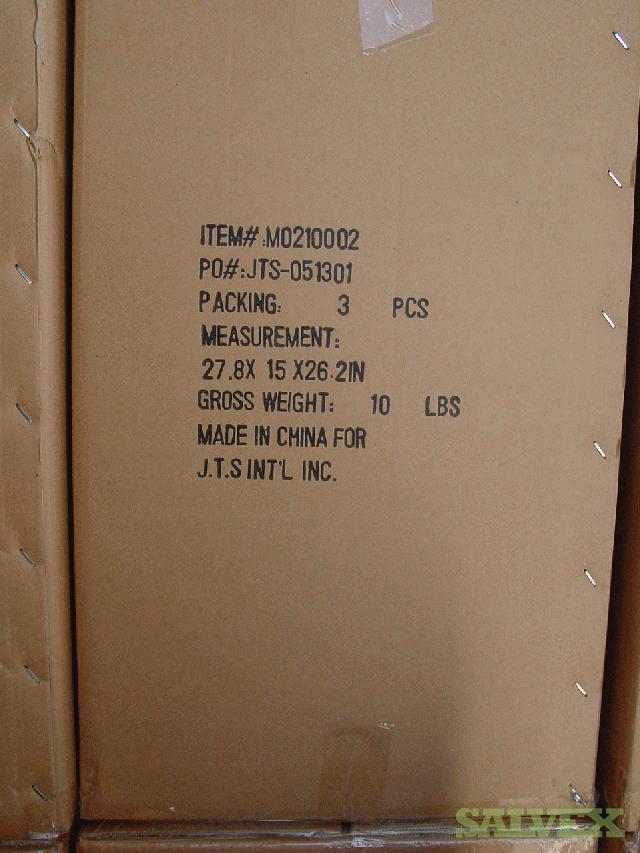 ITEM#:M0210002
PO#:JTS-051301
PACKING: 3 PCS
MEASUREMENT:
27.8X 15 X26.2IN
GROSS WEIGHT: 10 LBS
MADE IN CHINA FOR
J.T.S INT'L INC.
SALVEX